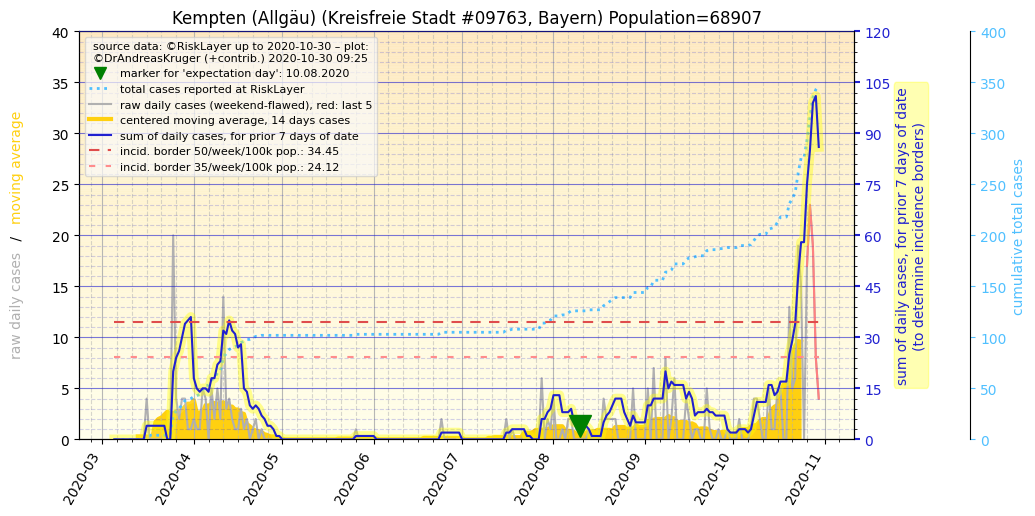 Kempten (Allgäu) (Kreisfreie Stadt #09763, Bayern) Population=68907
source data: ©RiskLayer up to 2020-10-30 – plot:
©DrAndreasKruger (+contrib.) 2020-10-30 09:25
marker for 'expectation day': 10.08.2020
total cases reported at RiskLayer
raw daily cases (weekend-flawed), red: last 5
centered moving average, 14 days cases
sum of daily cases, for prior 7 days of date
incid. border 50/week/100k pop.: 34.45
incid. border 35/week/100k pop.: 24.12
raw daily cases / moving average
40
35
30
25
20
15
10
5
0
120
105
90
75
60
45
30
15
0
sum of daily cases, for prior 7 days of date
(to determine incidence borders)
400
350
300
250
200
150
100
50
0
cumulative total cases
2020-03
2020-04
2020-05
2020-06
2020-07
2020-08
2020-09
2020-10
2020-11